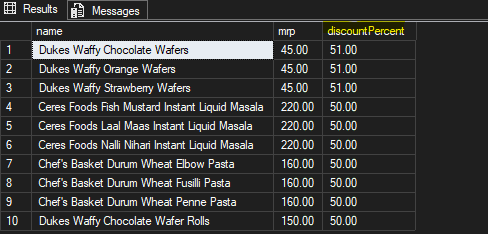 Results Messages
name mrp discountPercent
1 Dukes Waffy Chocolate Wafers 45.00 51.00
2 Dukes Waffy Orange Wafers 45.00 51.00
3 Dukes Waffy Strawberry Wafers 45.00 51.00
4 Ceres Foods Fish Mustard Instant Liquid Masala 220.00 50.00
5 Ceres Foods Laal Maas Instant Liquid Masala 220.00 50.00
6 Ceres Foods Nalli Nihari Instant Liquid Masala 220.00 50.00
7 Chef's Basket Durum Wheat Elbow Pasta 160.00 50.00
8 Chef's Basket Durum Wheat Fusilli Pasta 160.00 50.00
9 Chef's Basket Durum Wheat Penne Pasta 160.00 50.00
10 Dukes Waffy Chocolate Wafer Rolls 150.00 50.00